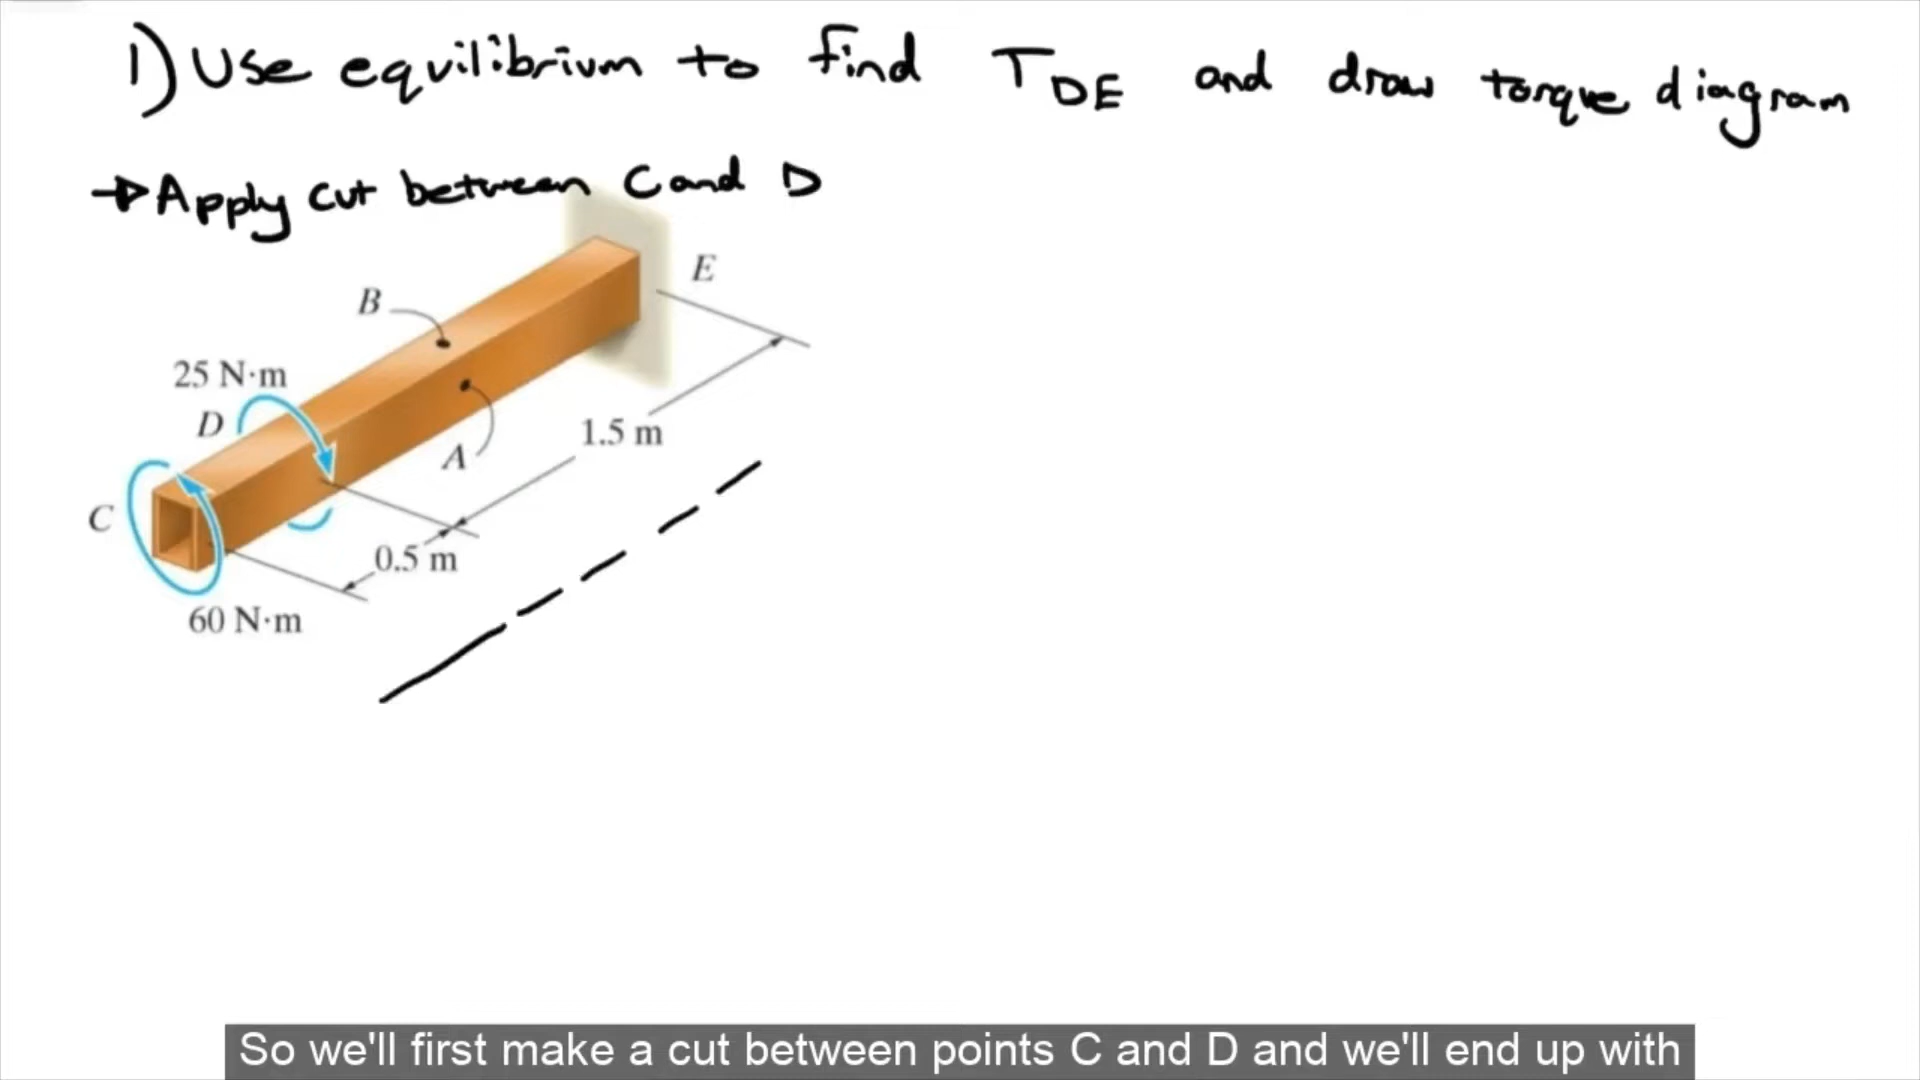 1) Use equilibrium to find T DE and draw torque diagram
→ Apply cut between C and D
E
B
25 N·m
D
1.5 m
A
C
0.5 m
60 N·m
So we'll first make a cut between points C and D and we'll end up with